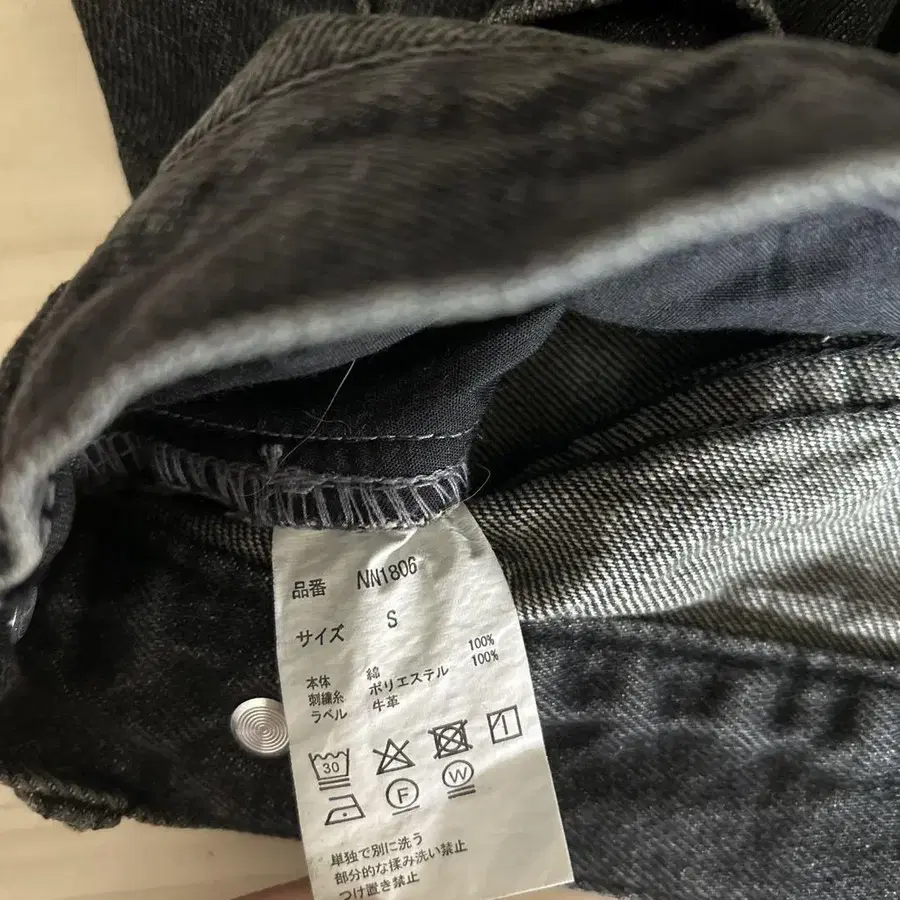 品番 NN1806
サイズ S
本体 綿 100%
刺繍糸 ポリエステル 100%
ラベル 牛革
30
F W
単独で別に洗う
部分的な揉み洗い禁止
つけ置き禁止